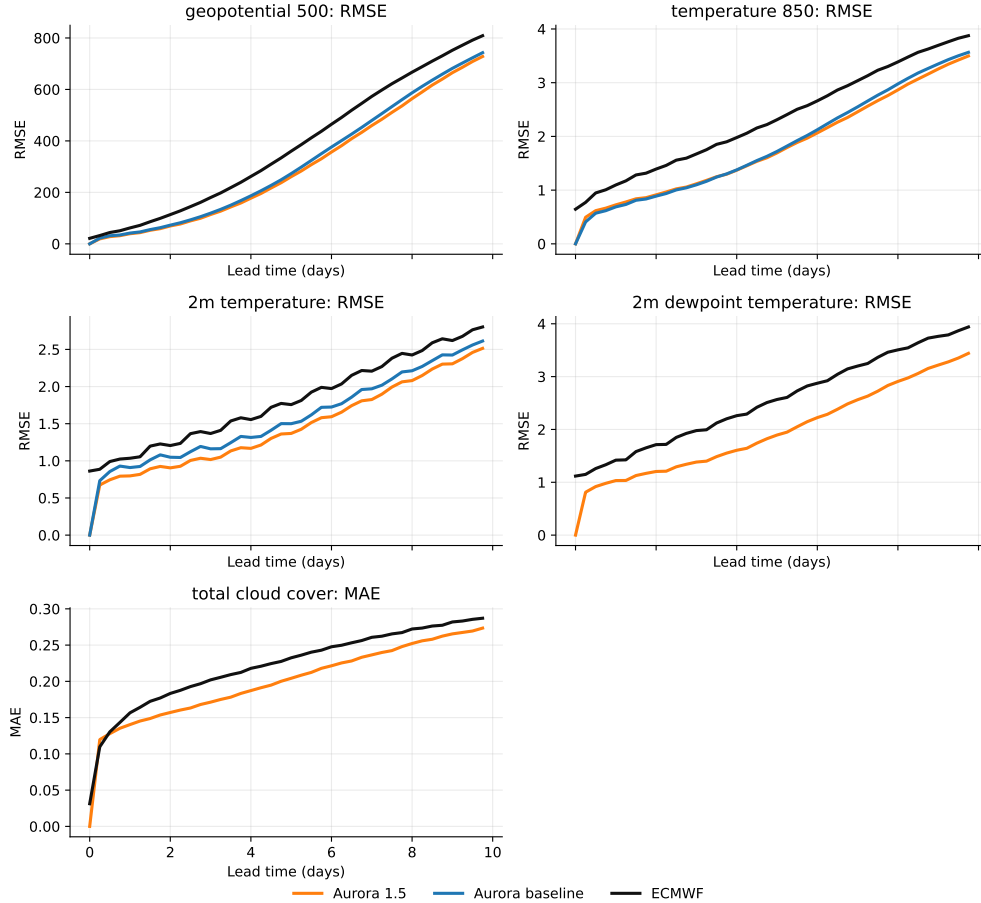 geopotential 500: RMSE
800
600
400
200
0
RMSE
Lead time (days)
temperature 850: RMSE
4
3
2
1
0
RMSE
Lead time (days)
2m temperature: RMSE
2.5
2.0
1.5
1.0
0.5
0.0
RMSE
Lead time (days)
2m dewpoint temperature: RMSE
4
3
2
1
0
RMSE
Lead time (days)
total cloud cover: MAE
0.30
0.25
0.20
0.15
0.10
0.05
0.00
MAE
0 2 4 6 8 10
Lead time (days)
Aurora 1.5 Aurora baseline ECMWF